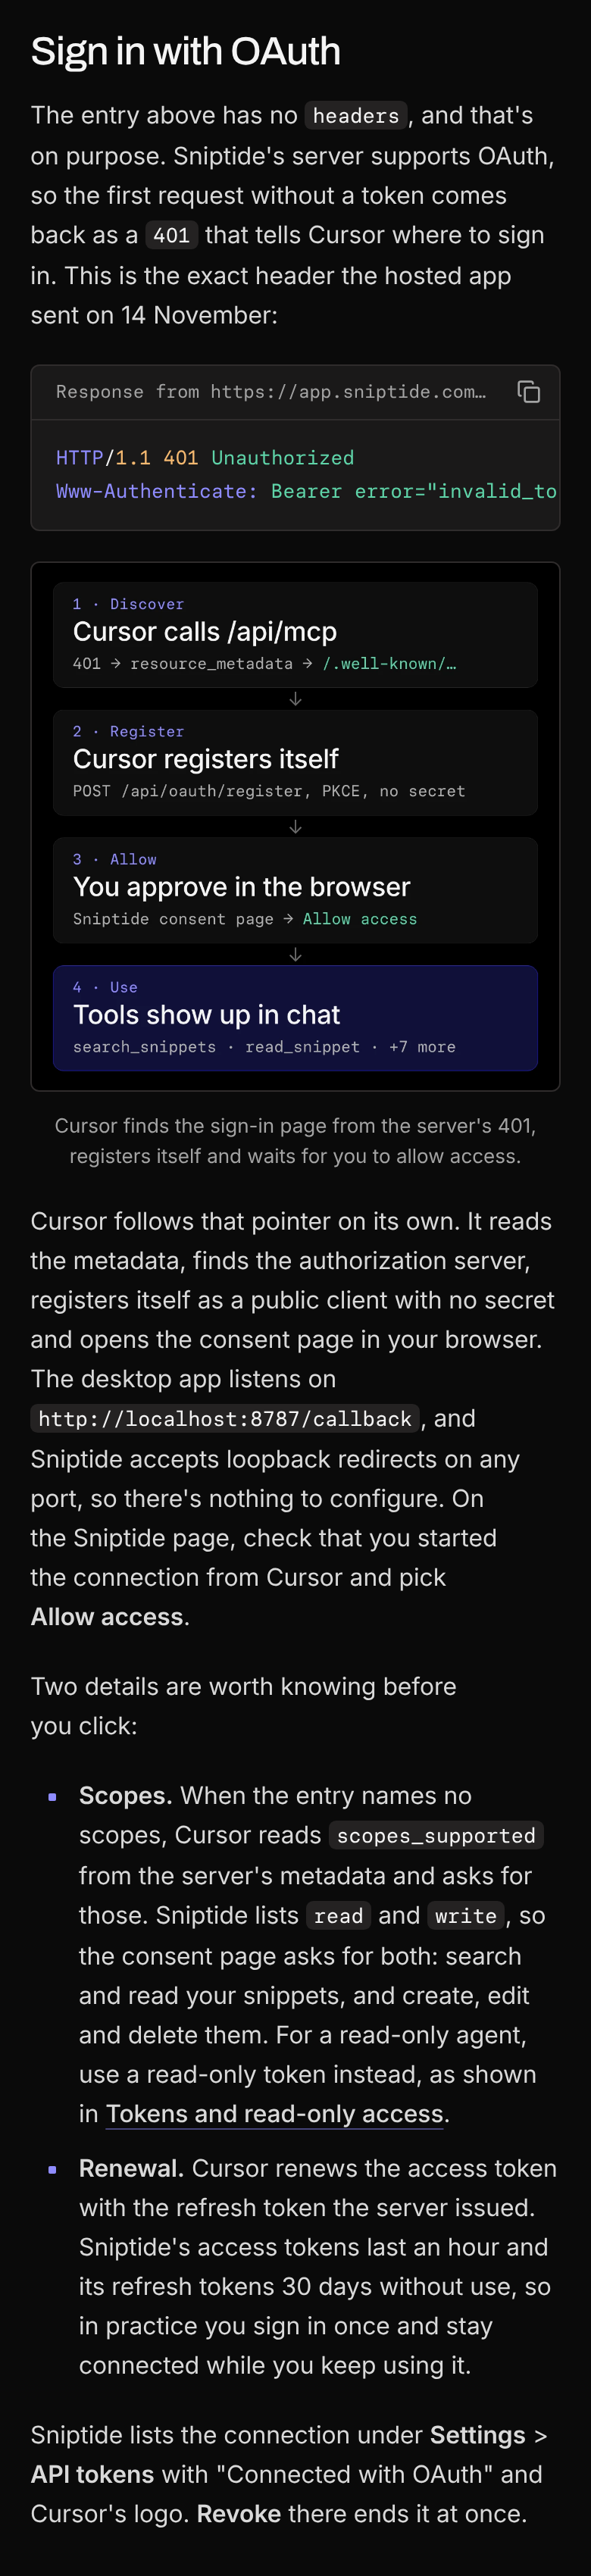 Sign in with OAuth
The entry above has no headers, and that's
on purpose. Sniptide's server supports OAuth,
so the first request without a token comes
back as a 401 that tells Cursor where to sign
in. This is the exact header the hosted app
sent on 14 November:
Response from https://app.sniptide.com…
HTTP/1.1 401 Unauthorized
Www-Authenticate: Bearer error="invalid_to
1 · Discover
Cursor calls /api/mcp
401 → resource_metadata → /.well-known/…
↓
2 · Register
Cursor registers itself
POST /api/oauth/register, PKCE, no secret
↓
3 · Allow
You approve in the browser
Sniptide consent page → Allow access
↓
4 · Use
Tools show up in chat
search_snippets · read_snippet · +7 more
Cursor finds the sign-in page from the server's 401,
registers itself and waits for you to allow access.
Cursor follows that pointer on its own. It reads
the metadata, finds the authorization server,
registers itself as a public client with no secret
and opens the consent page in your browser.
The desktop app listens on
http://localhost:8787/callback, and
Sniptide accepts loopback redirects on any
port, so there's nothing to configure. On
the Sniptide page, check that you started
the connection from Cursor and pick
Allow access.
Two details are worth knowing before
you click:
Scopes. When the entry names no
scopes, Cursor reads scopes_supported
from the server's metadata and asks for
those. Sniptide lists read and write, so
the consent page asks for both: search
and read your snippets, and create, edit
and delete them. For a read-only agent,
use a read-only token instead, as shown
in Tokens and read-only access.
Renewal. Cursor renews the access token
with the refresh token the server issued.
Sniptide's access tokens last an hour and
its refresh tokens 30 days without use, so
in practice you sign in once and stay
connected while you keep using it.
Sniptide lists the connection under Settings >
API tokens with "Connected with OAuth" and
Cursor's logo. Revoke there ends it at once.